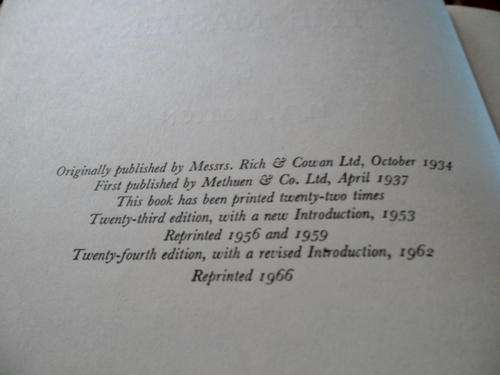 Originally published by Messrs. Rich & Cowan Ltd, October 1934
First published by Methuen & Co. Ltd, April 1937
This book has been printed twenty-two times
Twenty-third edition, with a new Introduction, 1953
Reprinted 1956 and 1959
Twenty-fourth edition, with a revised Introduction, 1962
Reprinted 1966